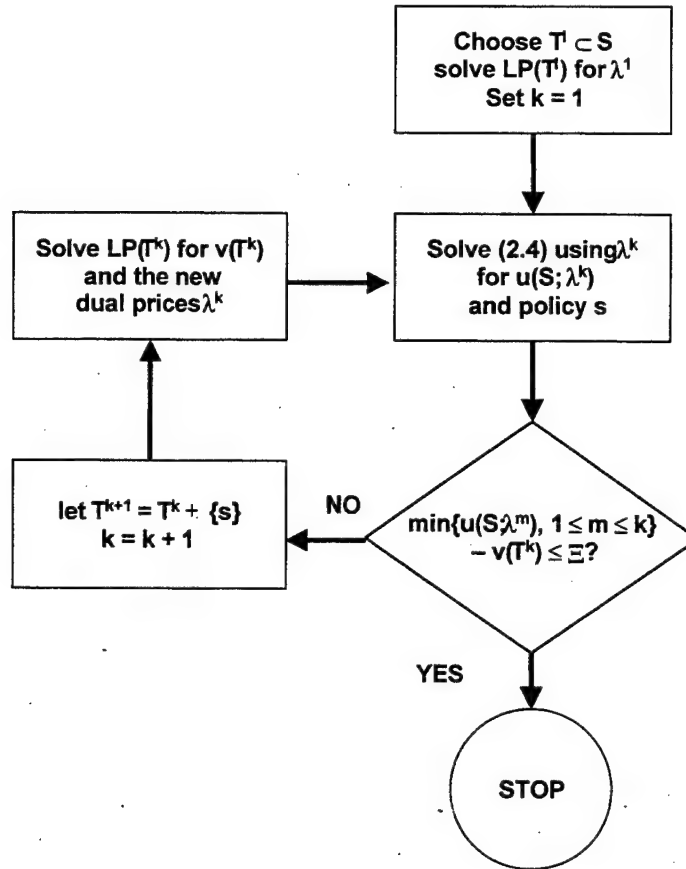 Choose T¹ ⊂ S
solve LP(T¹) for λ¹
Set k = 1
Solve LP(Tᵏ) for v(Tᵏ)
and the new
dual prices λᵏ
Solve (2.4) using λᵏ
for u(S; λᵏ)
and policy s
let Tᵏ⁺¹ = Tᵏ + {s}
k = k + 1
NO
min{u(S;λᵐ), 1 ≤ m ≤ k}
– v(Tᵏ) ≤ Ξ?
YES
STOP